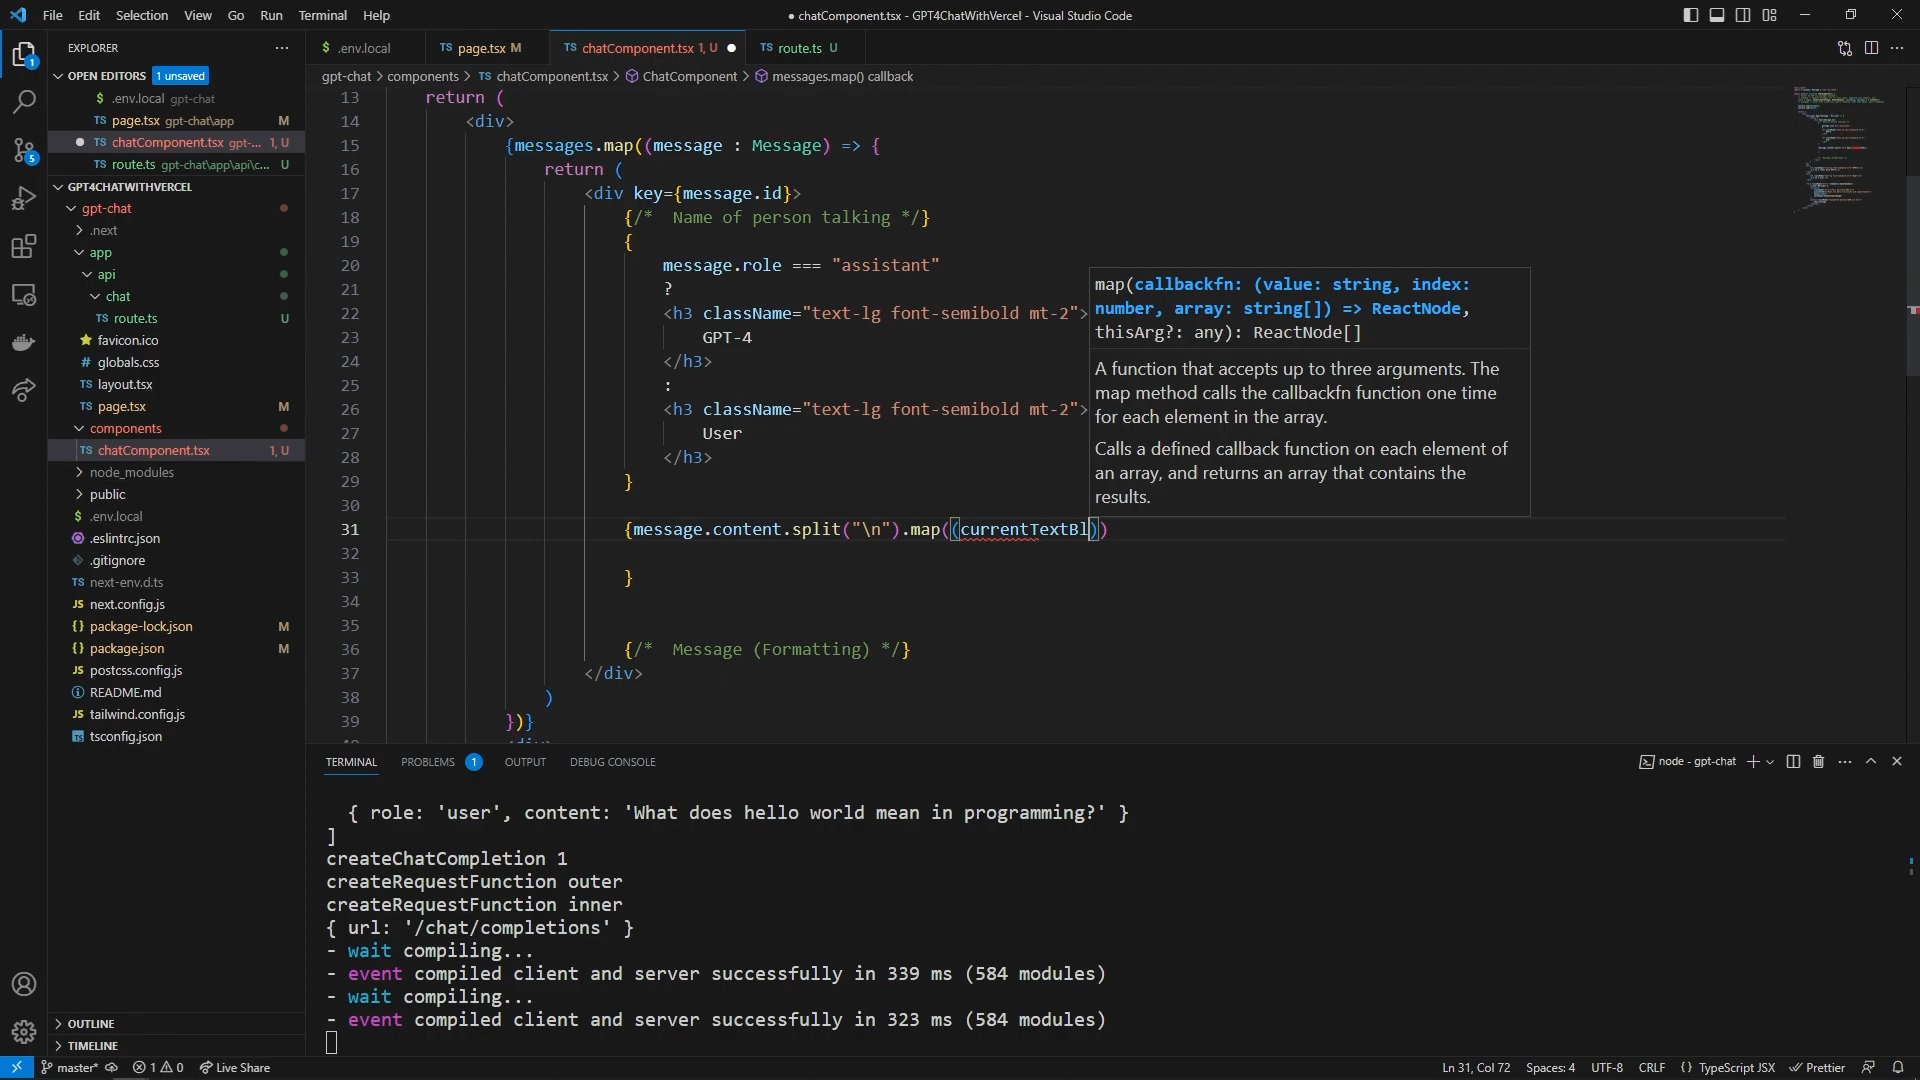 File Edit Selection View Go Run Terminal Help
● chatComponent.tsx - GPT4ChatWithVercel - Visual Studio Code
EXPLORER
OPEN EDITORS 1 unsaved
$ .env.local gpt-chat
TS page.tsx gpt-chat\app M
TS chatComponent.tsx gpt-... 1, U
TS route.ts gpt-chat\app\api\c... U
GPT4CHATWITHVERCEL
gpt-chat
.next
app
api
chat
TS route.ts U
favicon.ico
# globals.css
TS layout.tsx
TS page.tsx M
components
TS chatComponent.tsx 1, U
node_modules
public
$ .env.local
.eslintrc.json
.gitignore
TS next-env.d.ts
JS next.config.js
{} package-lock.json M
{} package.json M
JS postcss.config.js
README.md
JS tailwind.config.js
tsconfig.json
OUTLINE
TIMELINE
$ .env.local
TS page.tsx M
TS chatComponent.tsx 1, U ●
TS route.ts U
gpt-chat > components > TS chatComponent.tsx > ChatComponent > messages.map() callback
13 return (
14 <div>
15 {messages.map((message : Message) => {
16 return (
17 <div key={message.id}>
18 {/*  Name of person talking */}
19 {
20 message.role === "assistant"
21 ?
22 <h3 className="text-lg font-semibold mt-2">
23 GPT-4
24 </h3>
25 :
26 <h3 className="text-lg font-semibold mt-2">
27 User
28 </h3>
29 }
30
31 {message.content.split("\n").map((currentTextBl))
32
33 }
34
35
36 {/*  Message (Formatting) */}
37 </div>
38 )
39 })}
map(callbackfn: (value: string, index:
number, array: string[]) => ReactNode,
thisArg?: any): ReactNode[]
A function that accepts up to three arguments. The
map method calls the callbackfn function one time
for each element in the array.
Calls a defined callback function on each element of
an array, and returns an array that contains the
results.
TERMINAL PROBLEMS 1 OUTPUT DEBUG CONSOLE
node - gpt-chat
{ role: 'user', content: 'What does hello world mean in programming?' }
]
createChatCompletion 1
createRequestFunction outer
createRequestFunction inner
{ url: '/chat/completions' }
- wait compiling...
- event compiled client and server successfully in 339 ms (584 modules)
- wait compiling...
- event compiled client and server successfully in 323 ms (584 modules)
1
5
master* 1 0 Live Share
Ln 31, Col 72 Spaces: 4 UTF-8 CRLF {} TypeScript JSX Prettier